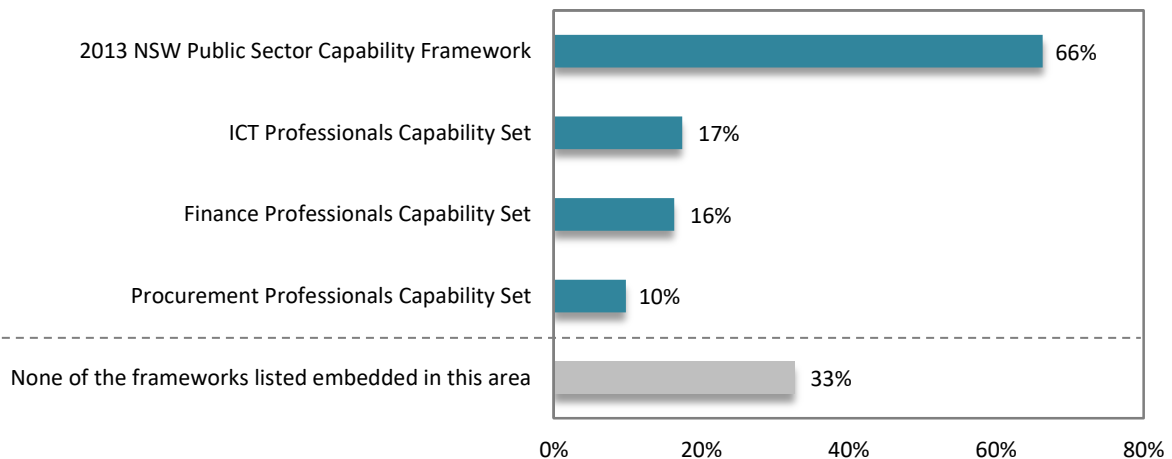 2013 NSW Public Sector Capability Framework 66%
ICT Professionals Capability Set 17%
Finance Professionals Capability Set 16%
Procurement Professionals Capability Set 10%
None of the frameworks listed embedded in this area 33%
0% 20% 40% 60% 80%